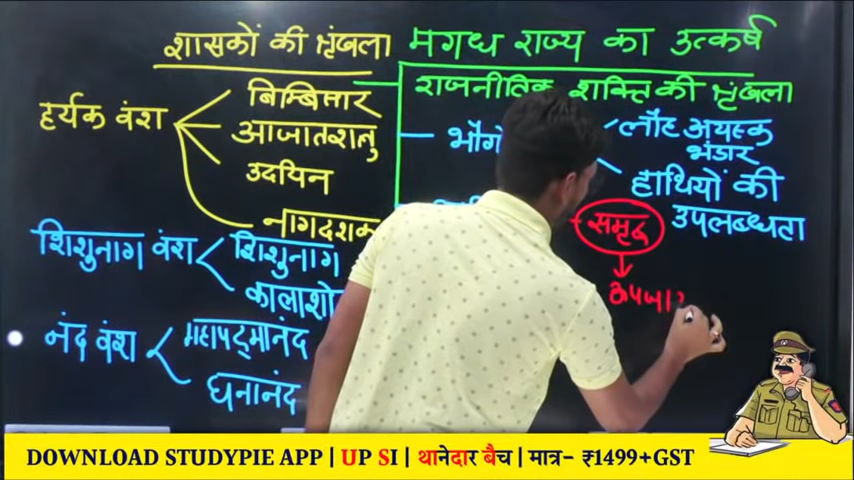 शासकों की श्रृंखला
मगध राज्य का उत्कर्ष
राजनीतिक शक्ति की श्रृंखला
हर्यक वंश
बिम्बिसार
आजातशत्रु
उदयिन
नागदशक
शिशुनाग वंश
शिशुनाग
नंद वंश
महापद्मानंद
धनानंद
लौह अयस्क
भंडार
हाथियों की
उपलब्धता
समृद्ध
DOWNLOAD STUDYPIE APP | UP SI | थानेदार बैच | मात्र- ₹1499+GST